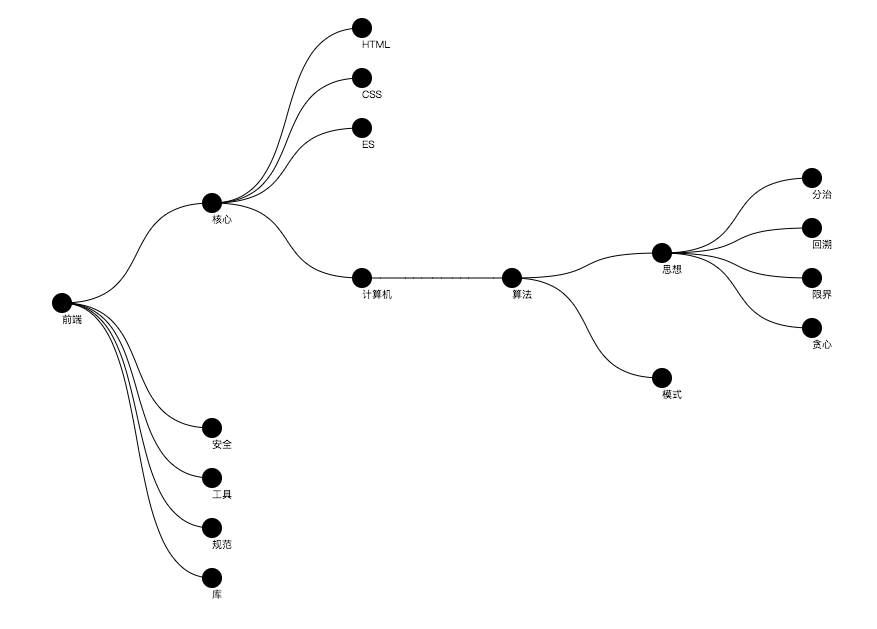 HTML
CSS
ES
分治
核心
回溯
思想
计算机
算法
限界
前端
贪心
模式
安全
工具
规范
库